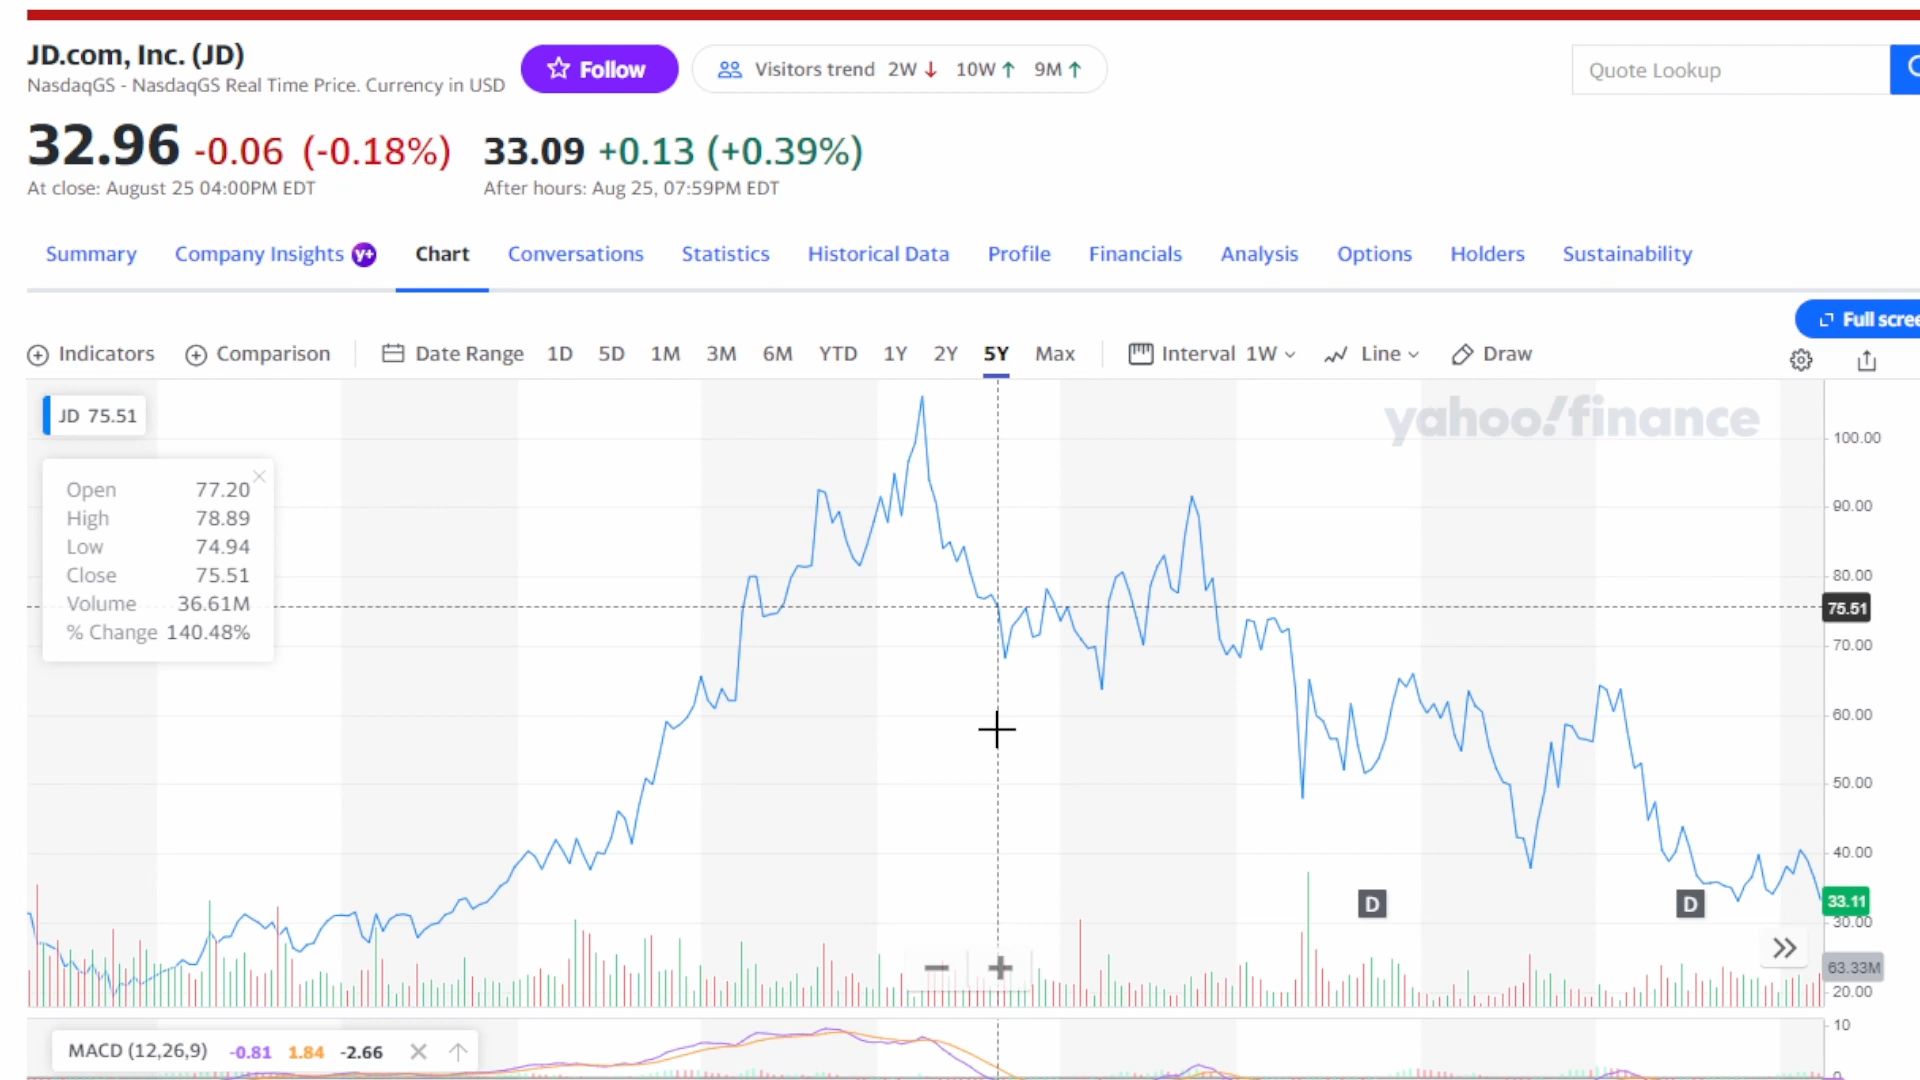 JD.com, Inc. (JD)
NasdaqGS - NasdaqGS Real Time Price. Currency in USD
Follow
Visitors trend 2W ↓ 10W ↑ 9M ↑
Quote Lookup
32.96 -0.06 (-0.18%) 33.09 +0.13 (+0.39%)
At close: August 25 04:00PM EDT
After hours: Aug 25, 07:59PM EDT
Summary Company Insights y+ Chart Conversations Statistics Historical Data Profile Financials Analysis Options Holders Sustainability
Full scree
Indicators Comparison Date Range 1D 5D 1M 3M 6M YTD 1Y 2Y 5Y Max Interval 1W Line Draw
JD 75.51
yahoo!finance
100.00
Open 77.20
High 78.89
Low 74.94
Close 75.51
Volume 36.61M
% Change 140.48%
90.00
80.00
75.51
70.00
60.00
50.00
40.00
D
D
33.11
30.00
63.33M
20.00
MACD (12,26,9) -0.81 1.84 -2.66
10
0